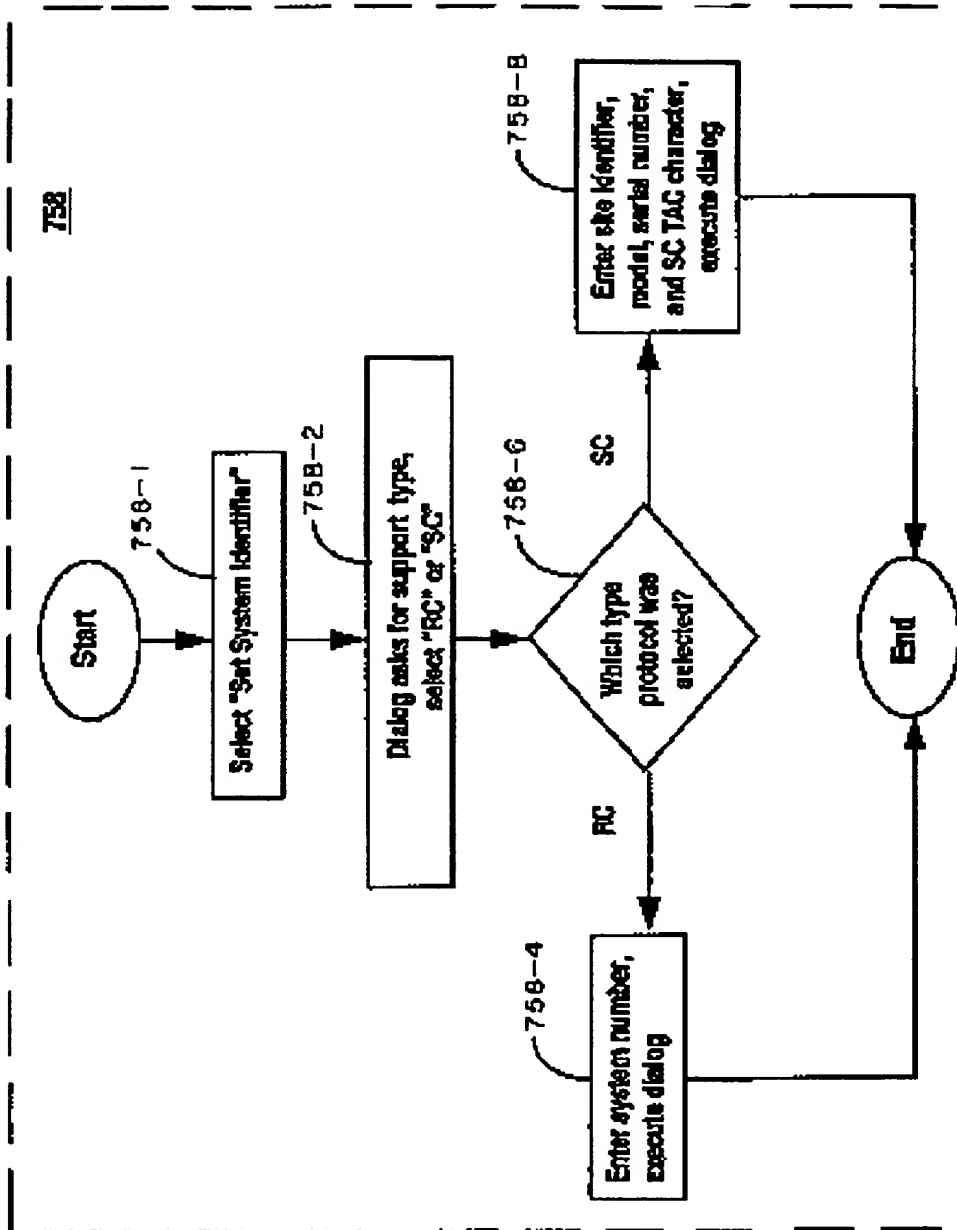 758
Start
758-1
Select "Set System Identifier"
758-2
Dialog asks for support type,
select "RC" or "SC"
758-6
Which type
protocol was
selected?
RC
SC
758-4
Enter system number,
execute dialog
758-8
Enter site identifier,
model, serial number,
and SC TAC character,
execute dialog
End